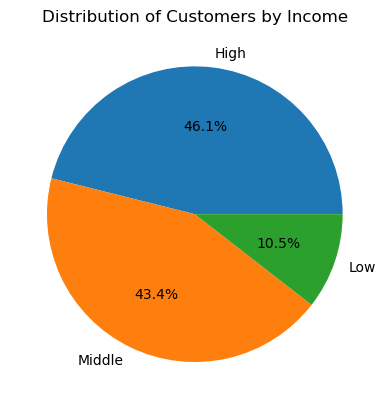 Distribution of Customers by Income
High
46.1%
10.5%
Low
43.4%
Middle